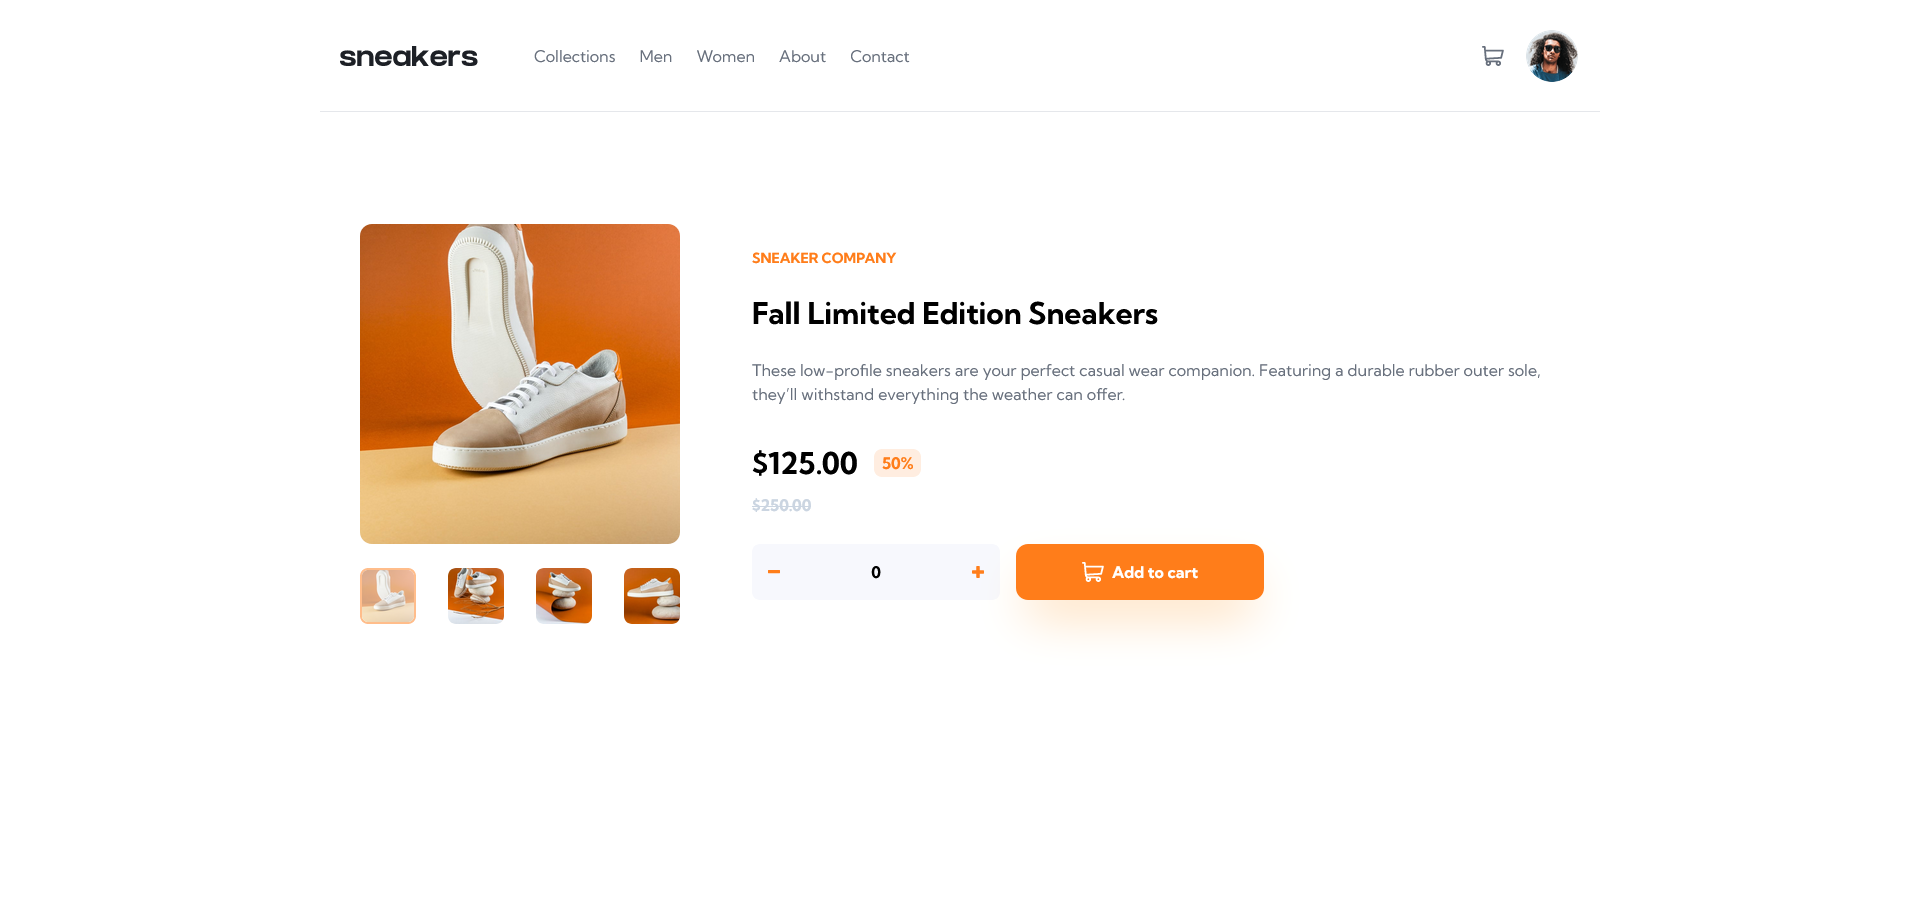 sneakers
Collections Men Women About Contact
SNEAKER COMPANY
Fall Limited Edition Sneakers
These low-profile sneakers are your perfect casual wear companion. Featuring a durable rubber outer sole,
they’ll withstand everything the weather can offer.
$125.00 50%
$250.00
0
Add to cart